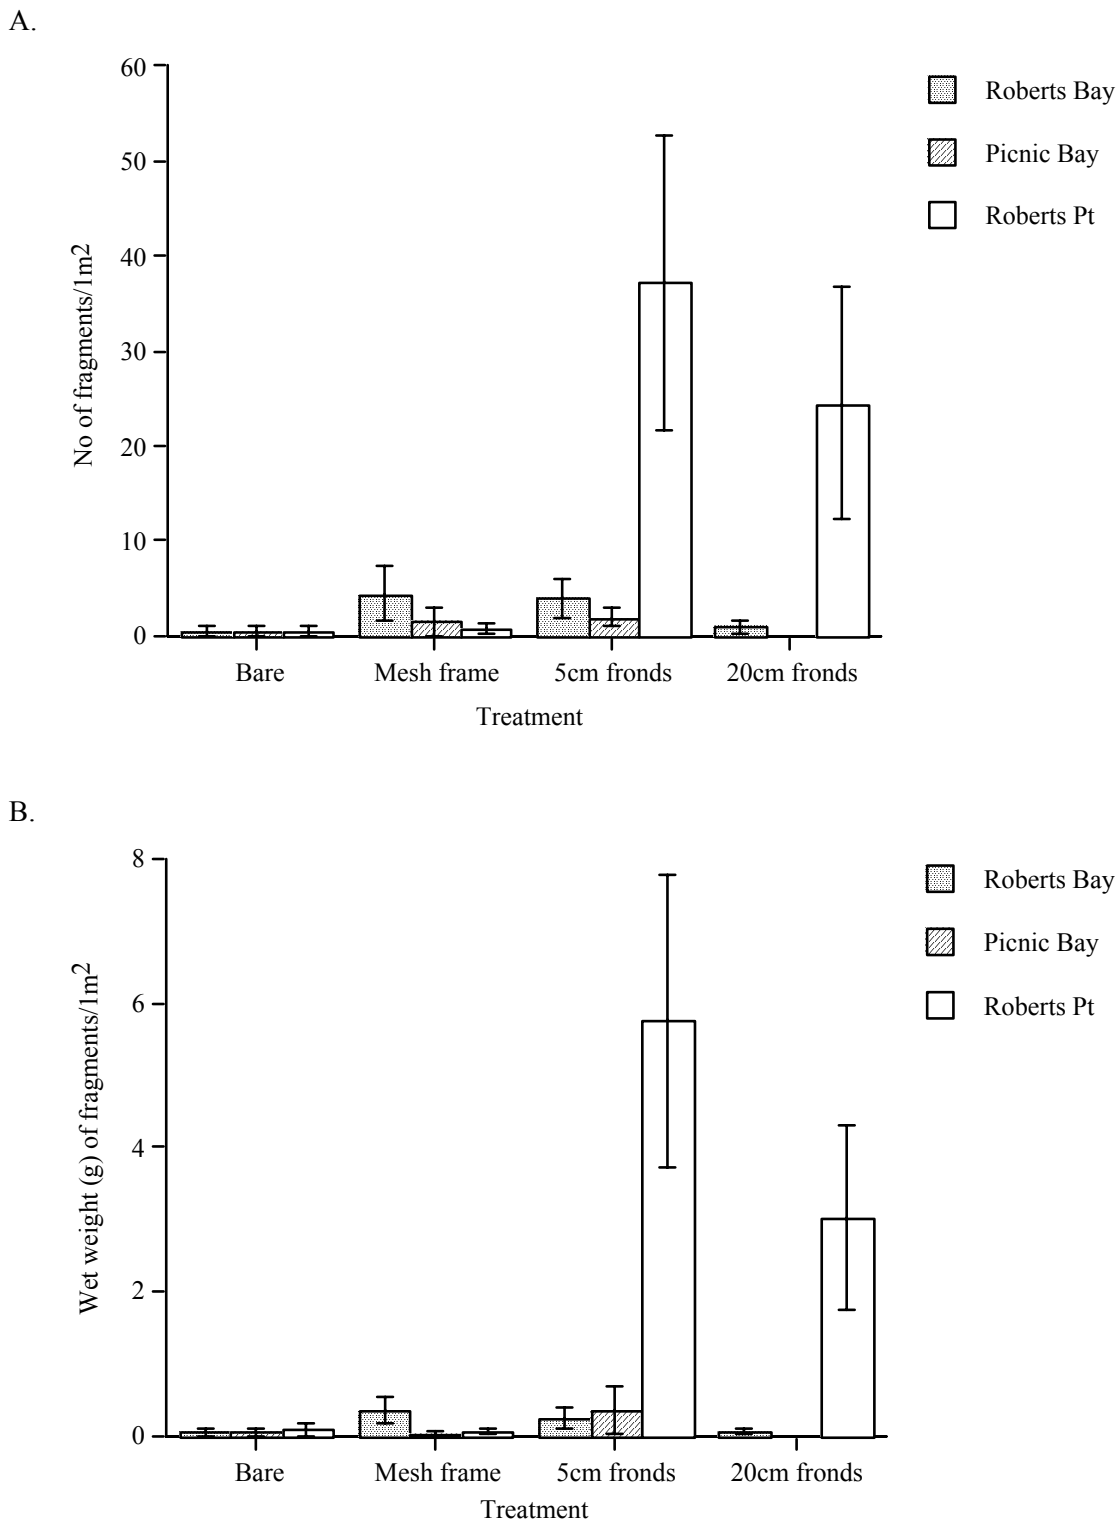 A.
60
50
40
30
20
10
0
No of fragments/1m2
Bare
Mesh frame
5cm fronds
20cm fronds
Treatment
Roberts Bay
Picnic Bay
Roberts Pt
B.
8
6
4
2
0
Wet weight (g) of fragments/1m2
Bare
Mesh frame
5cm fronds
20cm fronds
Treatment
Roberts Bay
Picnic Bay
Roberts Pt